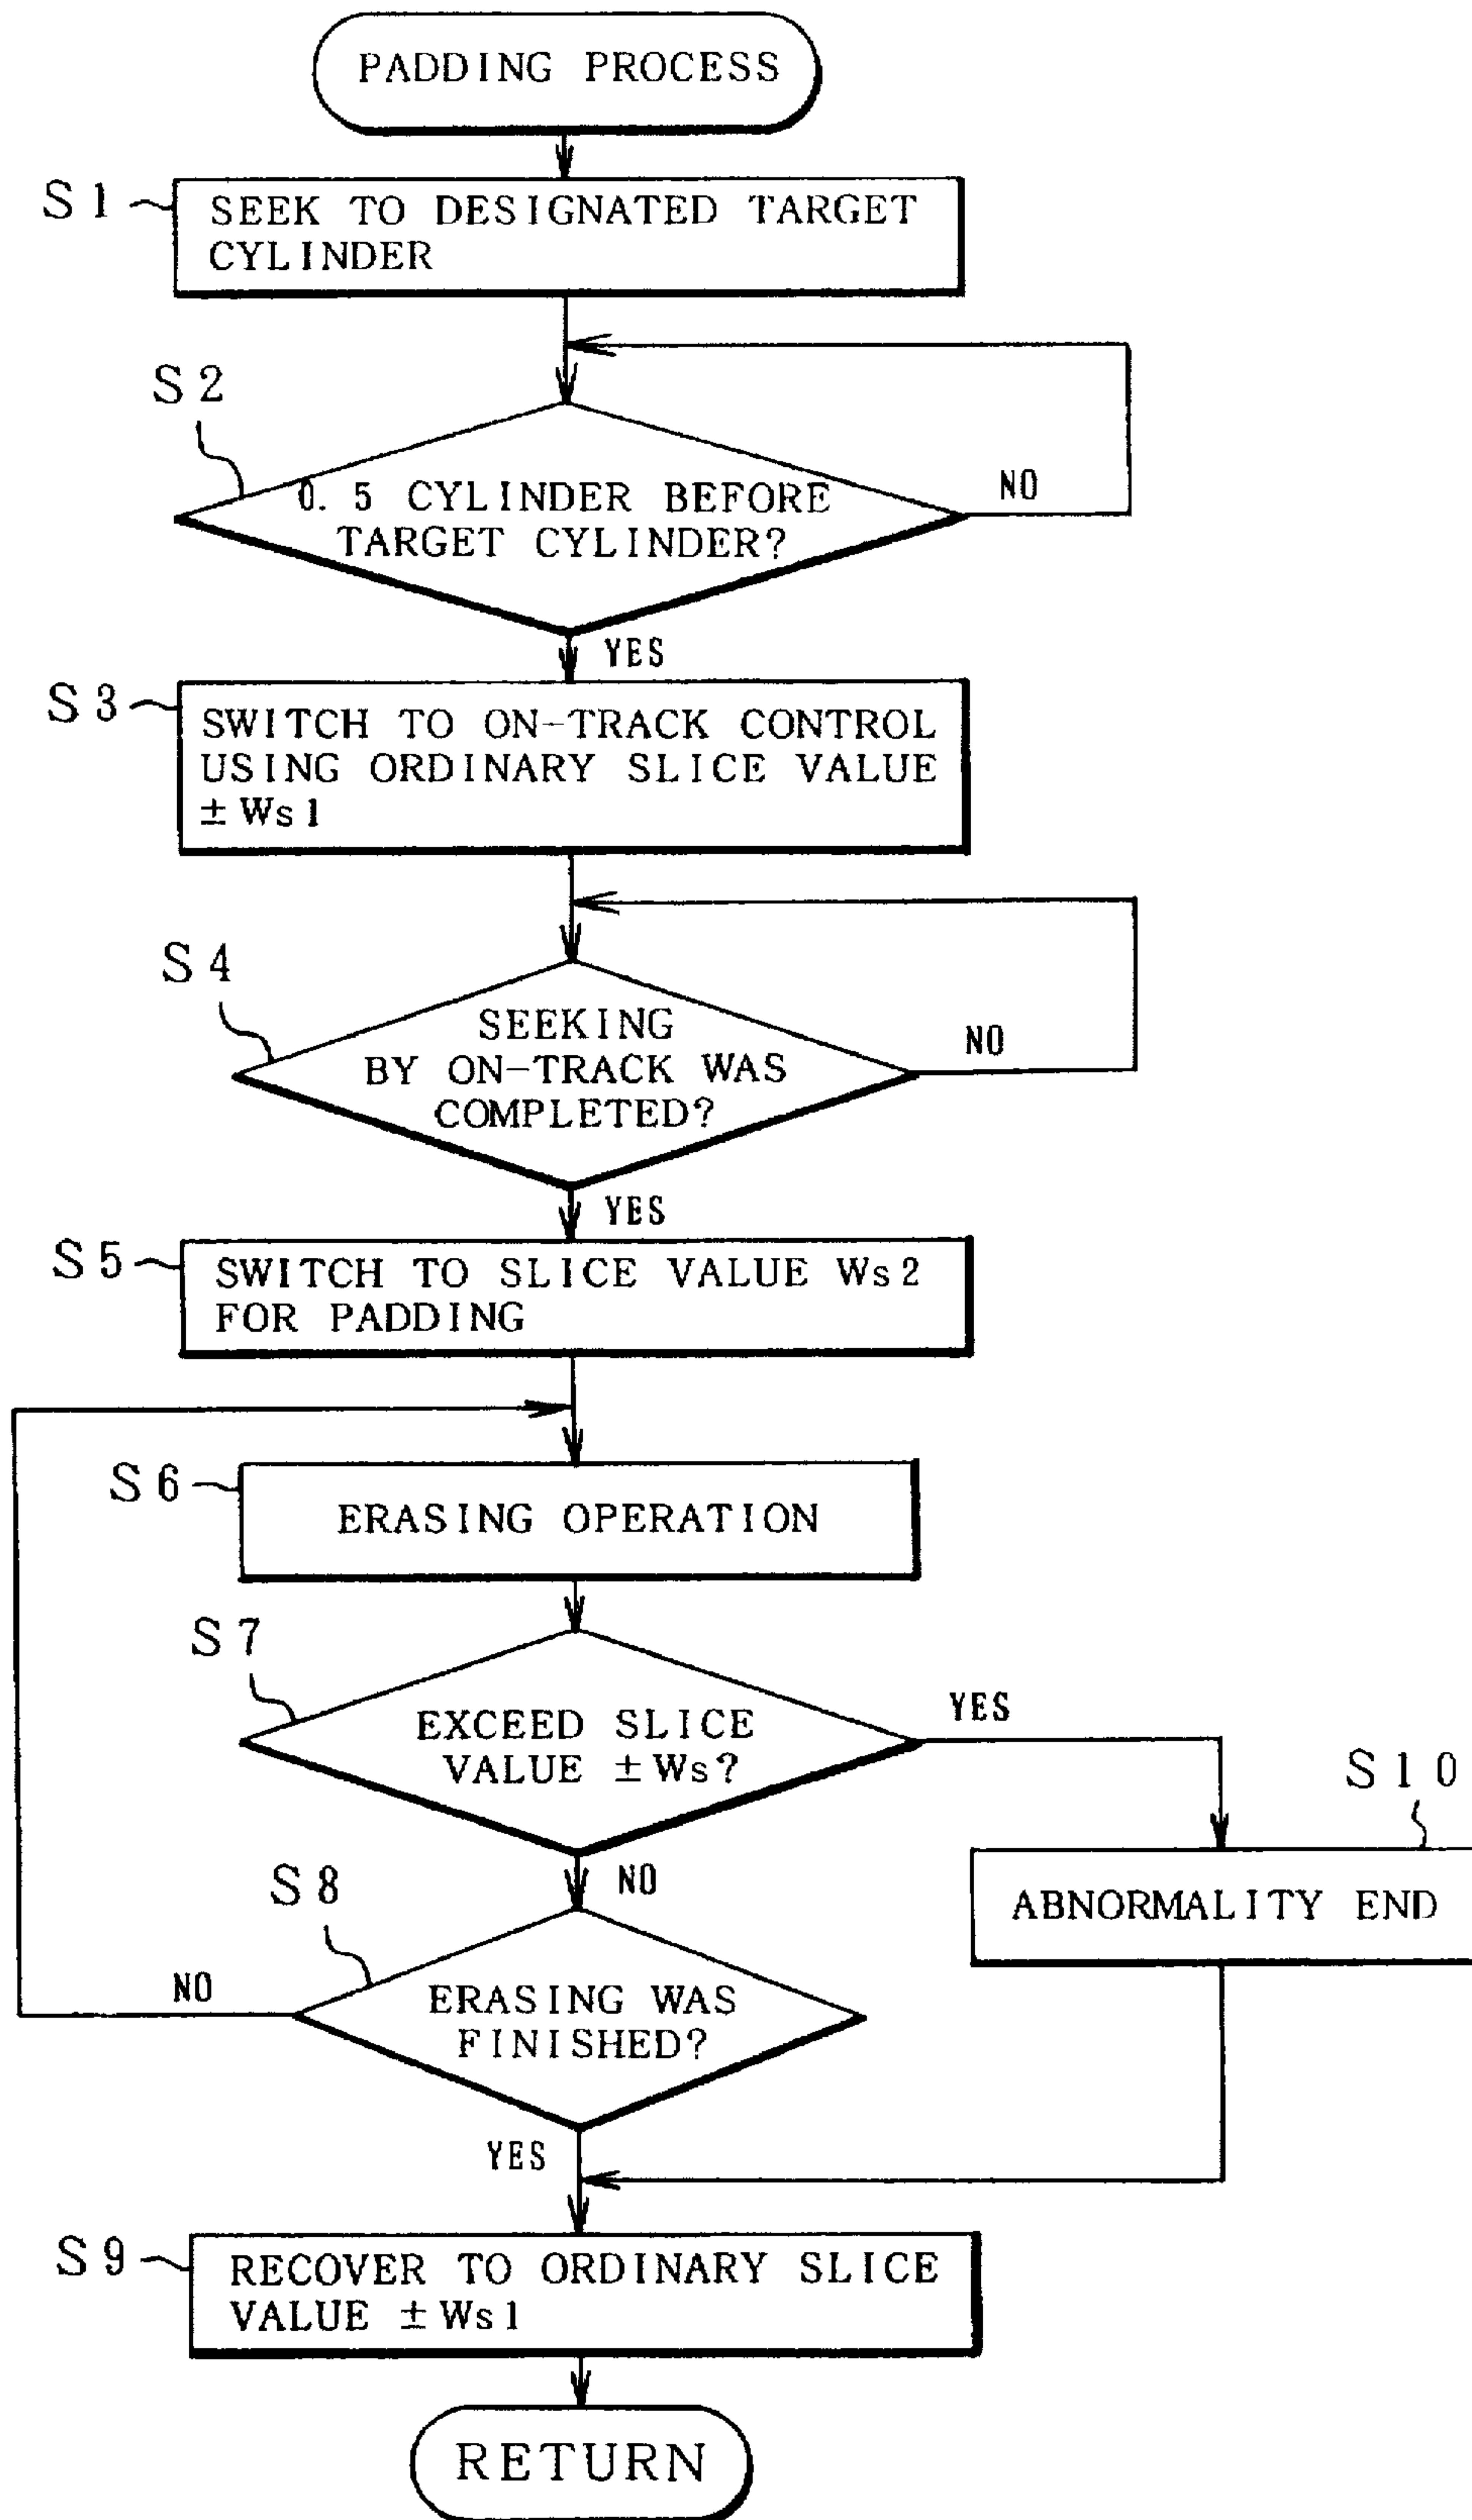 PADDING PROCESS
S1
SEEK TO DESIGNATED TARGET
CYLINDER
S2
0.5 CYLINDER BEFORE
TARGET CYLINDER?
NO
YES
S3
SWITCH TO ON-TRACK CONTROL
USING ORDINARY SLICE VALUE
±Ws1
S4
SEEKING
BY ON-TRACK WAS
COMPLETED?
NO
YES
S5
SWITCH TO SLICE VALUE Ws2
FOR PADDING
S6
ERASING OPERATION
S7
EXCEED SLICE
VALUE ±Ws?
YES
S10
ABNORMALITY END
NO
S8
ERASING WAS
FINISHED?
NO
YES
S9
RECOVER TO ORDINARY SLICE
VALUE ±Ws1
RETURN